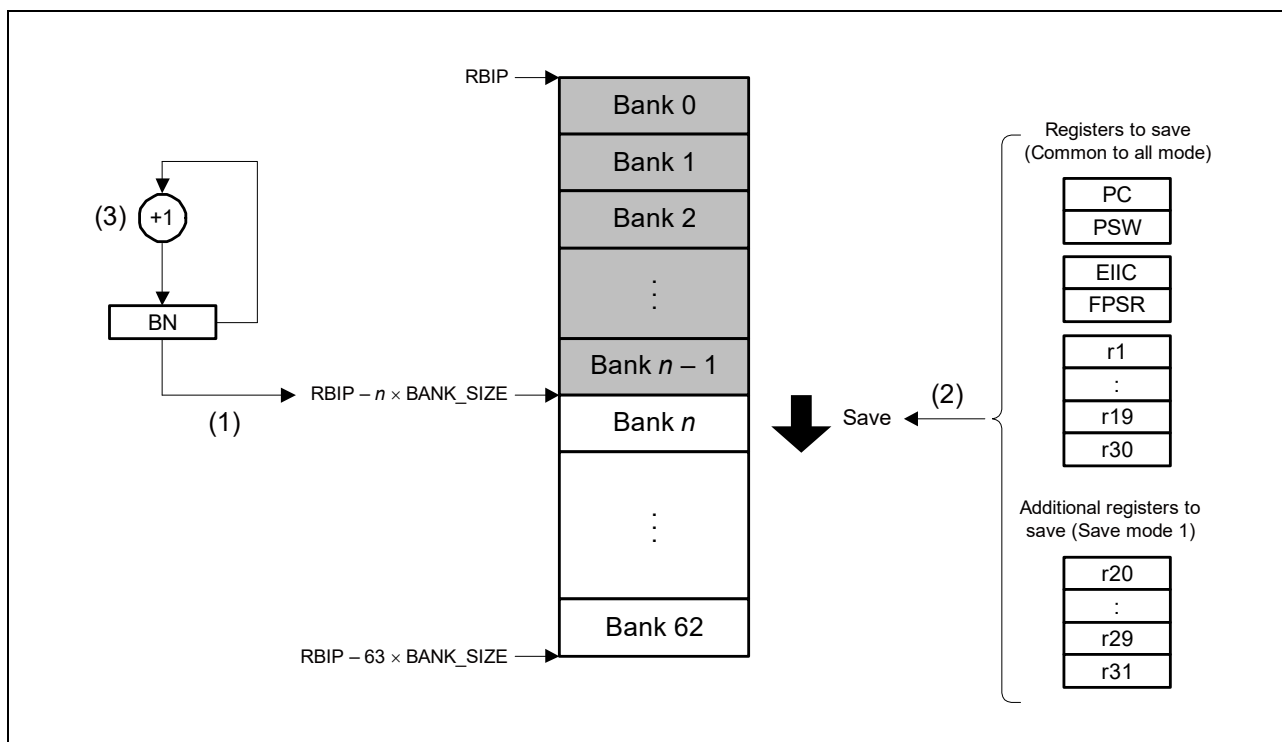 RBIP
Bank 0
Bank 1
Bank 2
⋮
Bank n – 1
Bank n
⋮
Bank 62
(3)
+1
BN
(1)
RBIP – n × BANK_SIZE
RBIP – 63 × BANK_SIZE
Save
(2)
Registers to save
(Common to all mode)
PC
PSW
EIIC
FPSR
r1
:
r19
r30
Additional registers to
save (Save mode 1)
r20
:
r29
r31